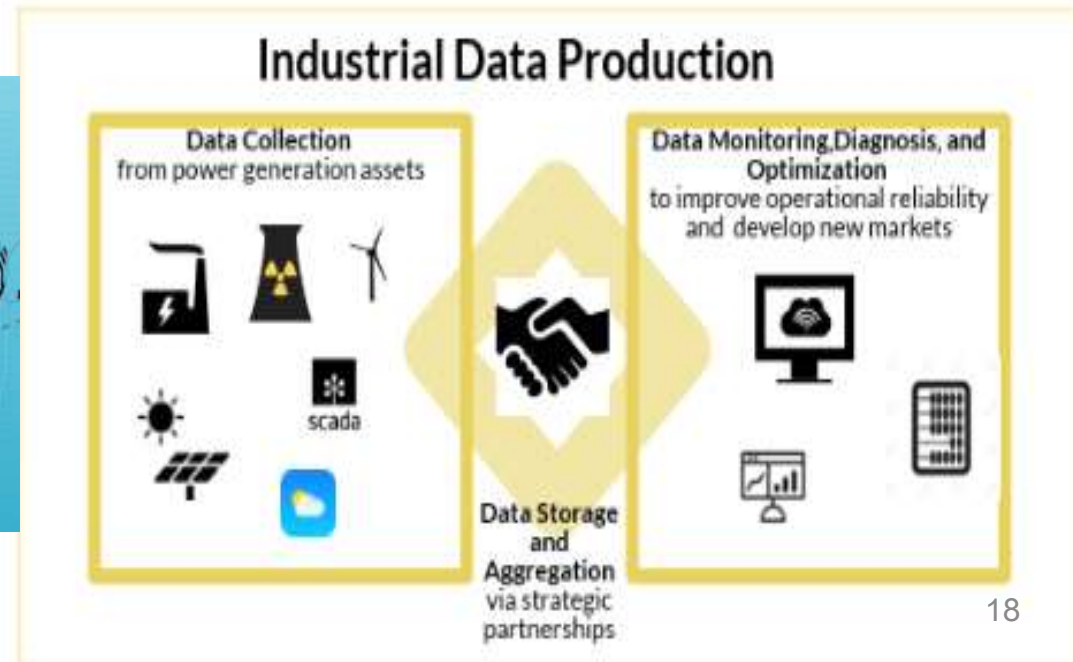 Industrial Data Production
Data Collection
from power generation assets
scada
Data Storage
and
Aggregation
via strategic
partnerships
Data Monitoring,Diagnosis, and
Optimization
to improve operational reliability
and develop new markets
18